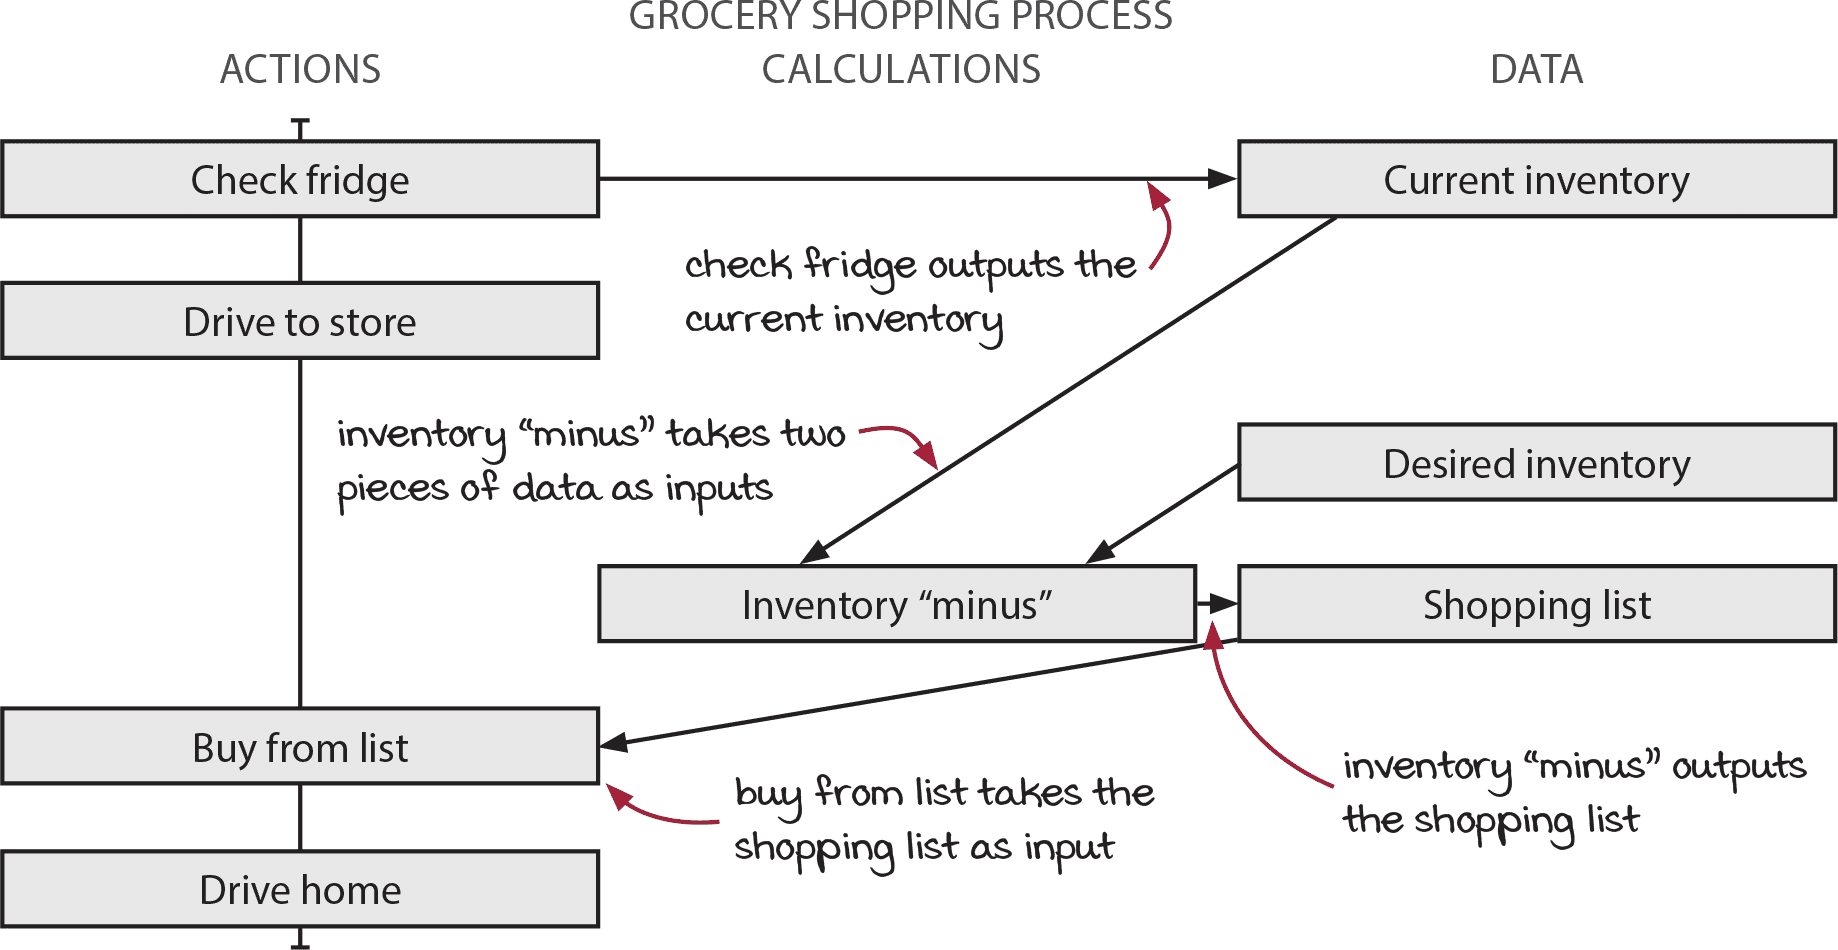 GROCERY SHOPPING PROCESS
ACTIONS
CALCULATIONS
DATA
Check fridge
Current inventory
check fridge outputs the
current inventory
Drive to store
inventory “minus” takes two
pieces of data as inputs
Desired inventory
Inventory “minus”
Shopping list
Buy from list
buy from list takes the
shopping list as input
inventory “minus” outputs
the shopping list
Drive home